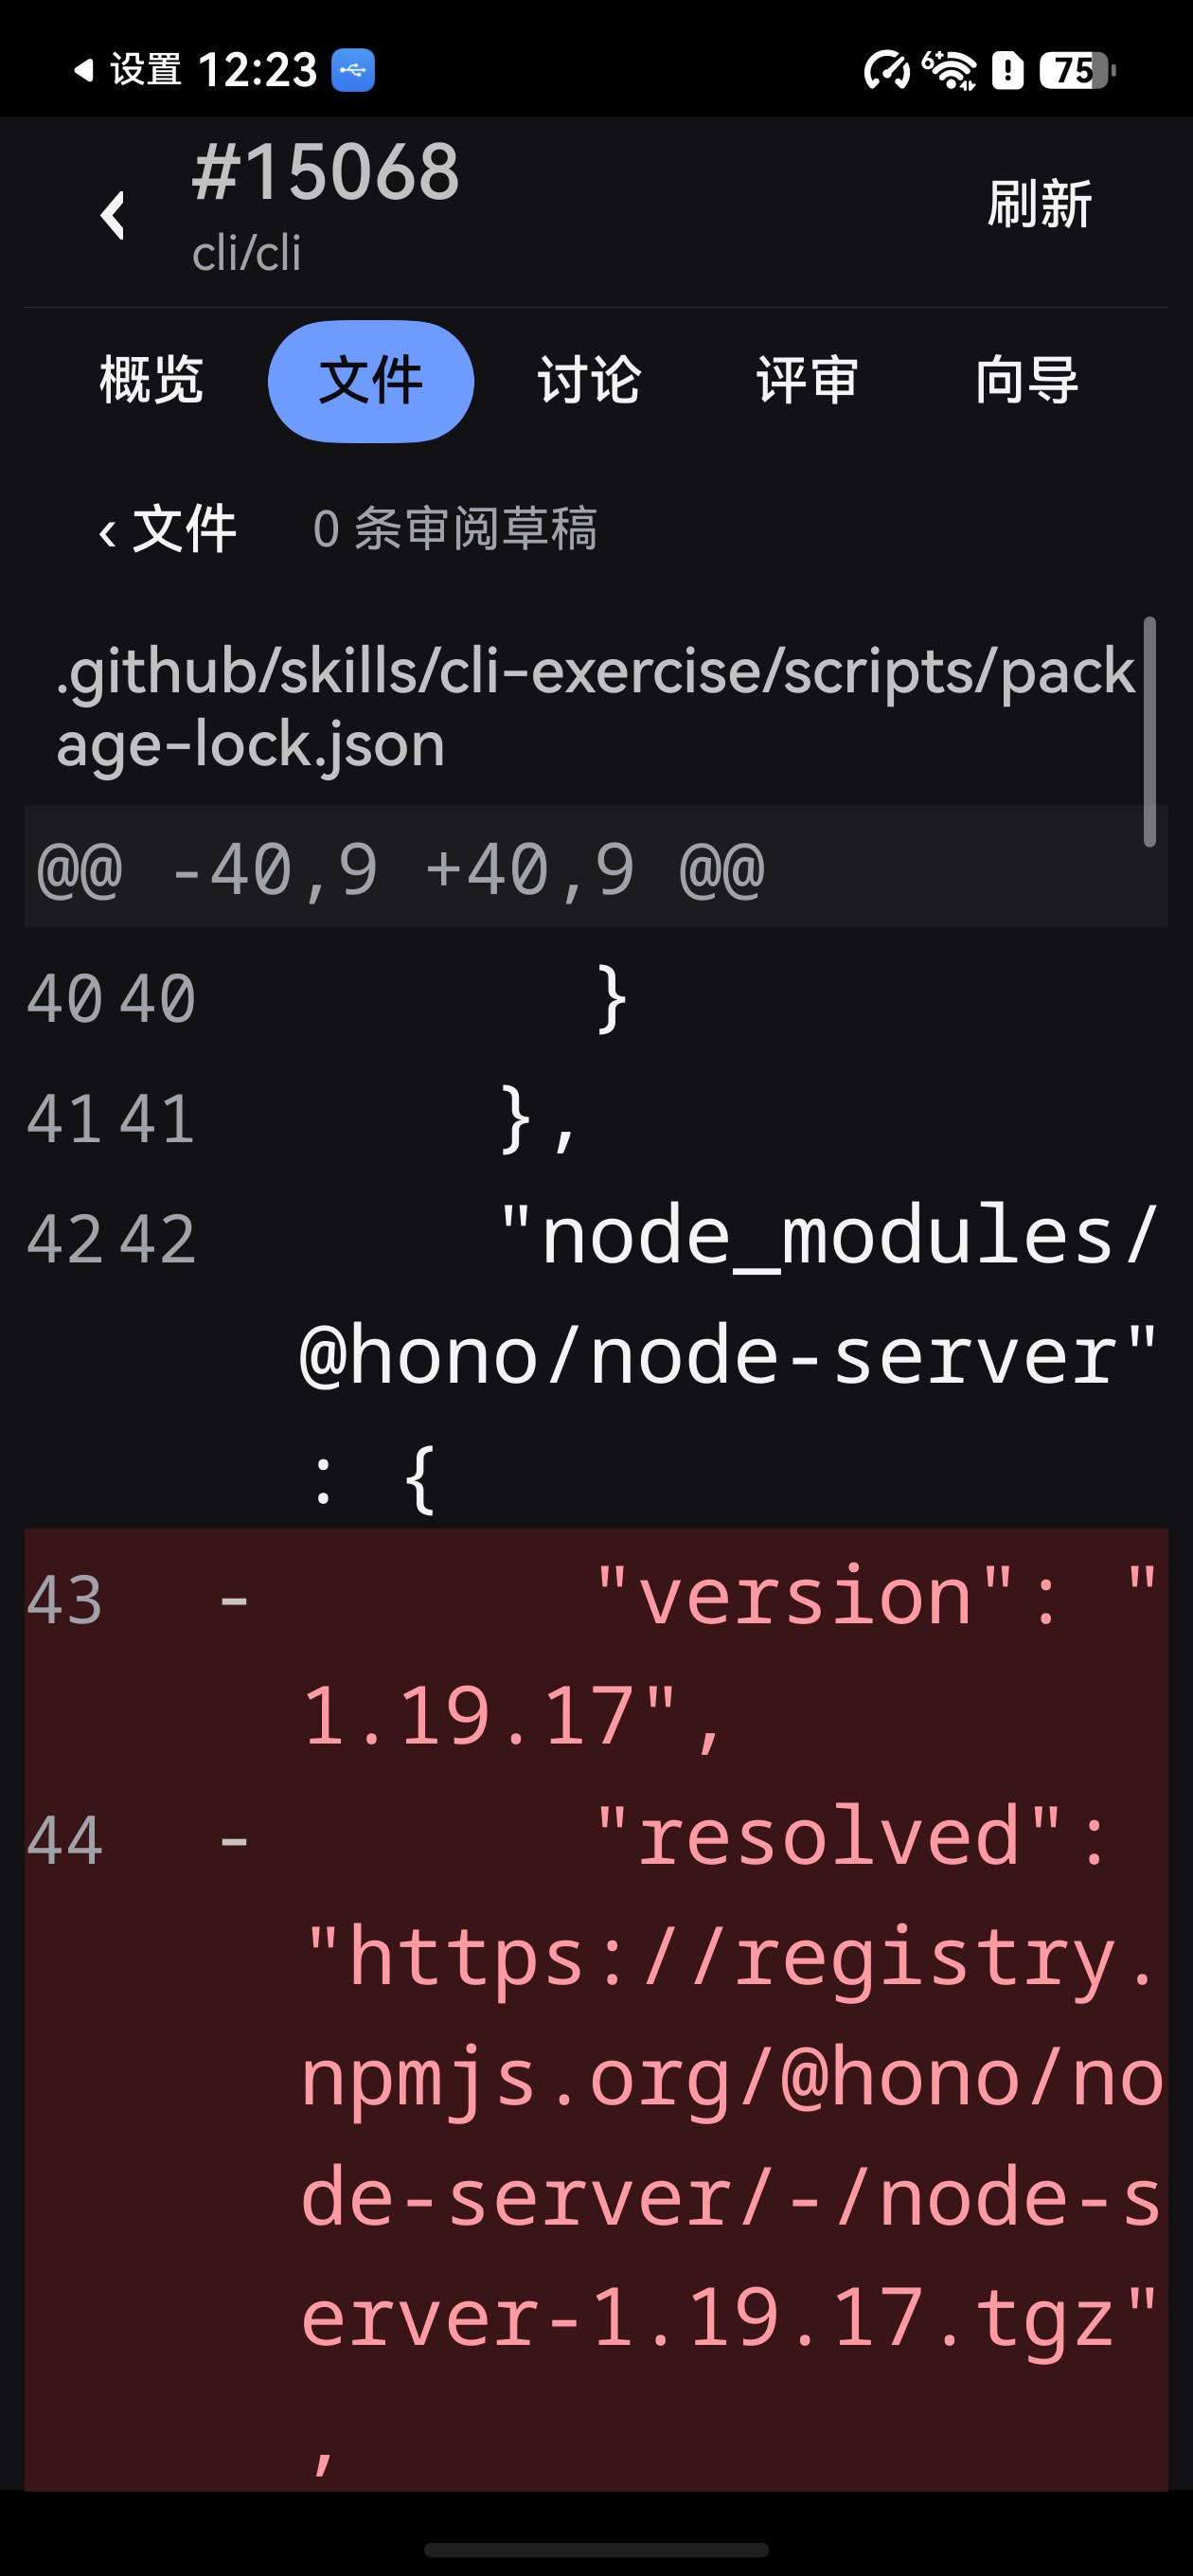 设置 12:23
6+
75
#15068
cli/cli
刷新
概览 文件 讨论 评审 向导
‹ 文件 0 条审阅草稿
.github/skills/cli-exercise/scripts/pack
age-lock.json
@@ -40,9 +40,9 @@
40 40 }
41 41 },
42 42 "node_modules/
@hono/node-server"
: {
43 - "version": "
1.19.17",
44 - "resolved":
"https://registry.
npmjs.org/@hono/no
de-server/-/node-s
erver-1.19.17.tgz"
,